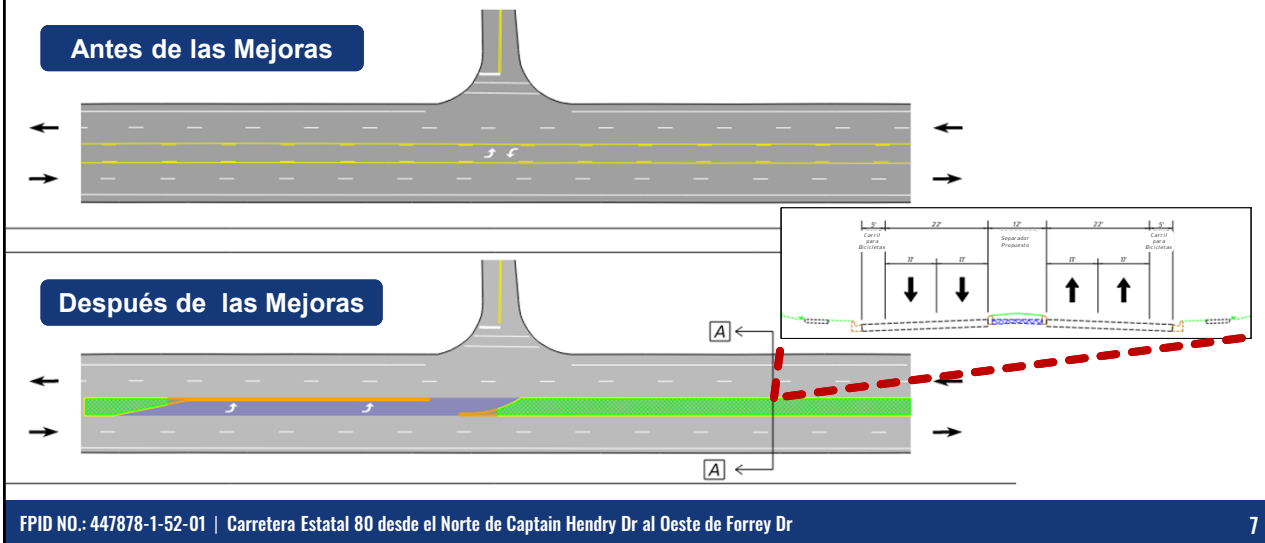 Antes de las Mejoras
5' 22' 12' 22' 5'
Carril
para
Bicicletas
Separador
Propuesto
Carril
para
Bicicletas
11' 11' 11' 11'
Después de las Mejoras
A
A
FPID NO.: 447878-1-52-01 | Carretera Estatal 80 desde el Norte de Captain Hendry Dr al Oeste de Forrey Dr
7